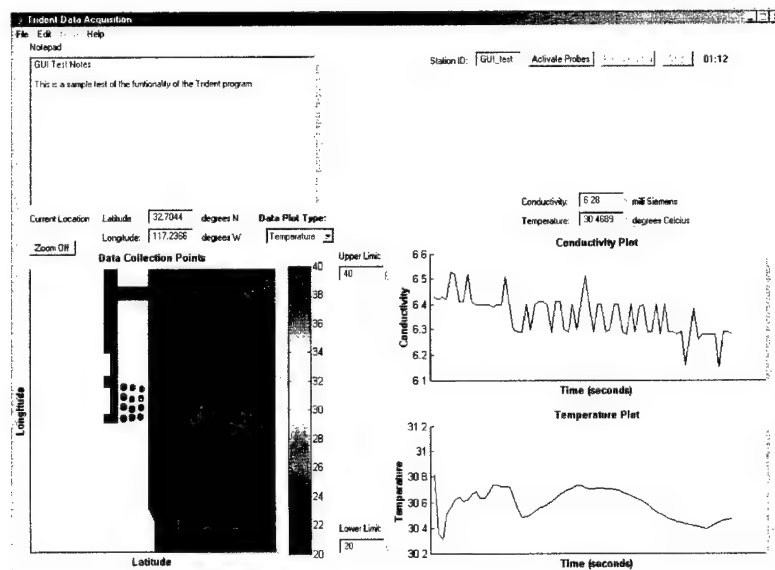 Trident Data Acquisition
File Edit Help
Notepad
GUI Test Notes
This is a sample test of the funtionality of the Trident program
Station ID: GUI_test Activate Probes 01:12
Current Location Latitude 32.7044 degrees N Data Plot Type:
Longitude: 117.2366 degrees W Temperature
Zoom Off
Conductivity: 6.28 milli Siemens
Temperature: 30.4689 degrees Celcius
Data Collection Points
Upper Limit:
40
40
38
36
34
32
30
28
26
24
22
20
Lower Limit:
20
Longitude
Latitude
Conductivity Plot
Conductivity
6.6
6.5
6.4
6.3
6.2
6.1
Time (seconds)
Temperature Plot
Temperature
31.2
31
30.8
30.6
30.4
30.2
Time (seconds)